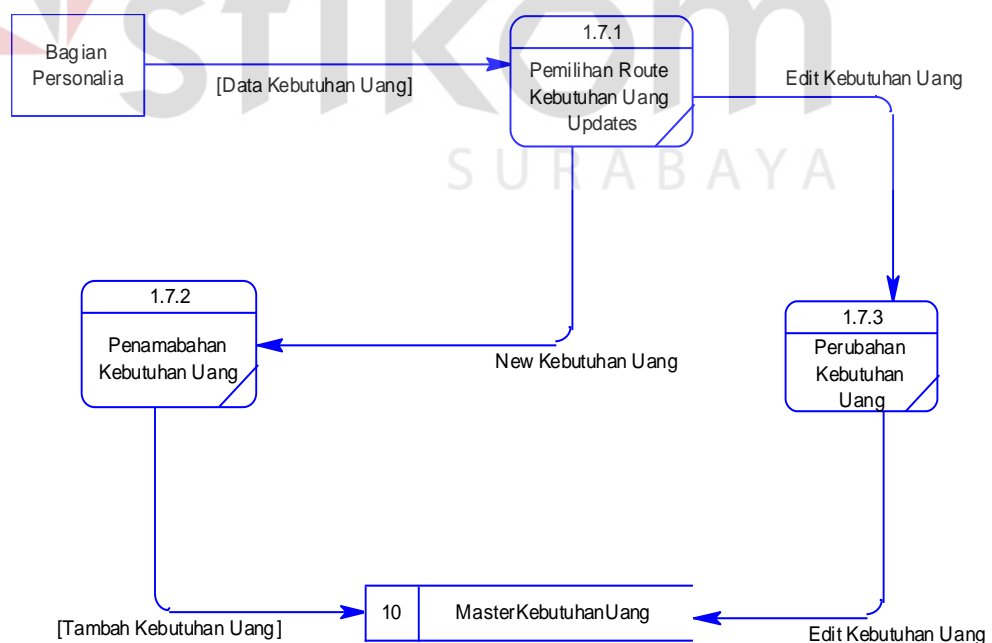 stikom
SURABAYA
Bagian
Personalia
[Data Kebutuhan Uang]
1.7.1
Pemilihan Route
Kebutuhan Uang
Updates
Edit Kebutuhan Uang
1.7.2
Penamabahan
Kebutuhan Uang
New Kebutuhan Uang
1.7.3
Perubahan
Kebutuhan
Uang
[Tambah Kebutuhan Uang]
10
MasterKebutuhanUang
Edit Kebutuhan Uang